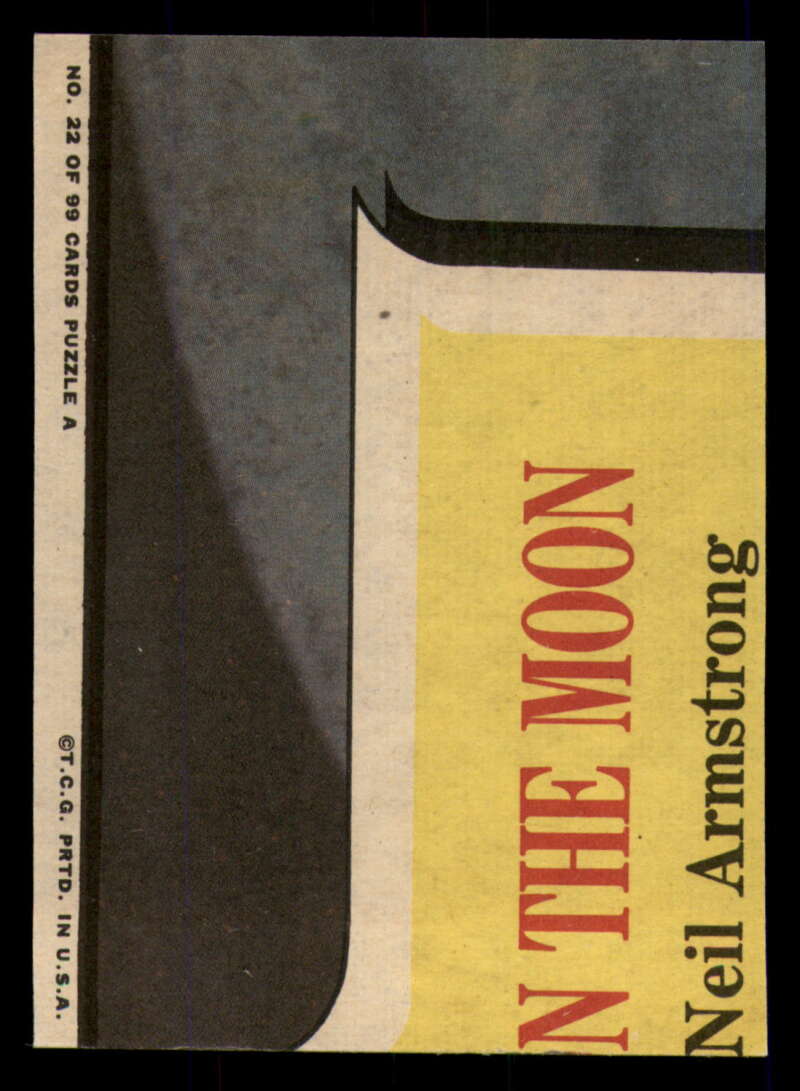 NO. 22 OF 99 CARDS PUZZLE A
©T.C.G. PRTD. IN U.S.A.
N THE MOON
Neil Armstrong